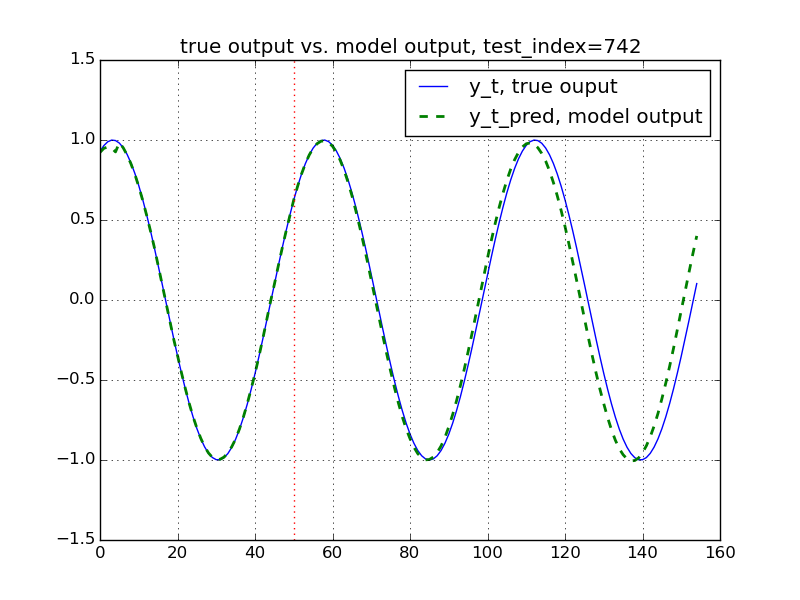 true output vs. model output, test_index=742
y_t, true ouput
y_t_pred, model output
1.5
1.0
0.5
0.0
−0.5
−1.0
−1.5
0 20 40 60 80 100 120 140 160